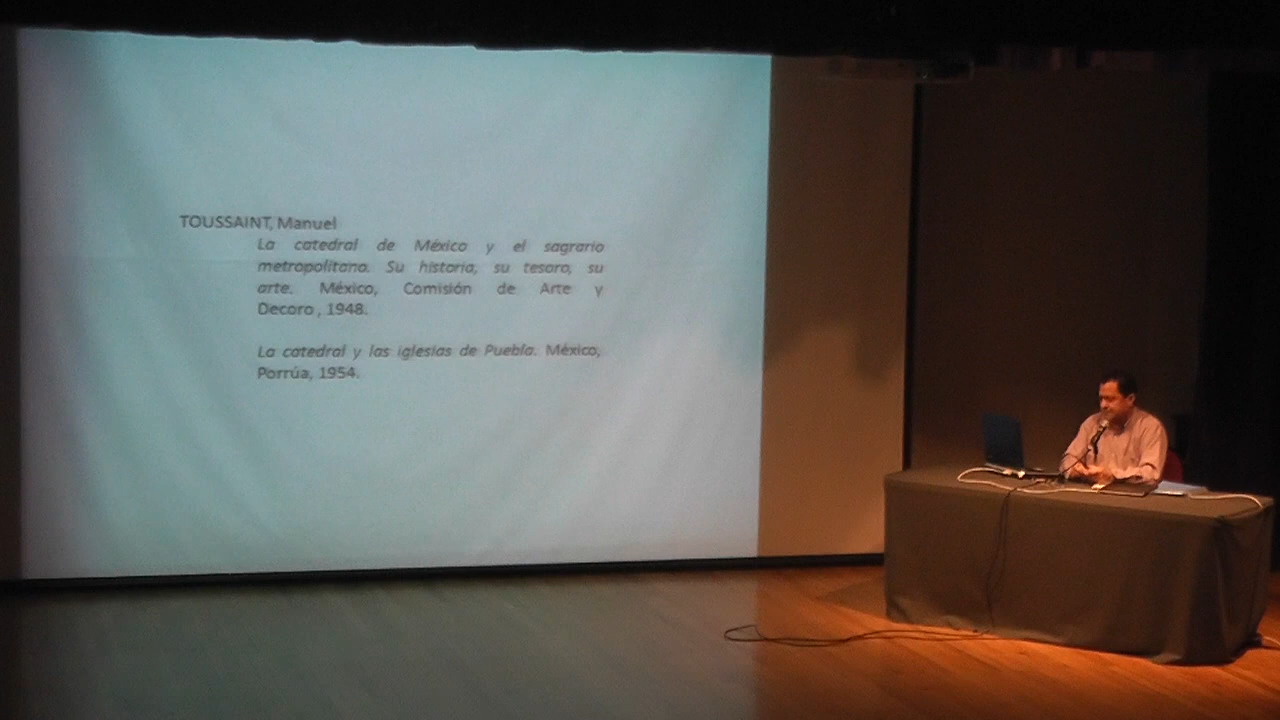 TOUSSAINT, Manuel
La catedral de México y el sagrario
metropolitano. Su historia, su tesoro, su
arte. México, Comisión de Arte y
Decoro , 1948.
La catedral y las iglesias de Puebla. México,
Porrúa, 1954.